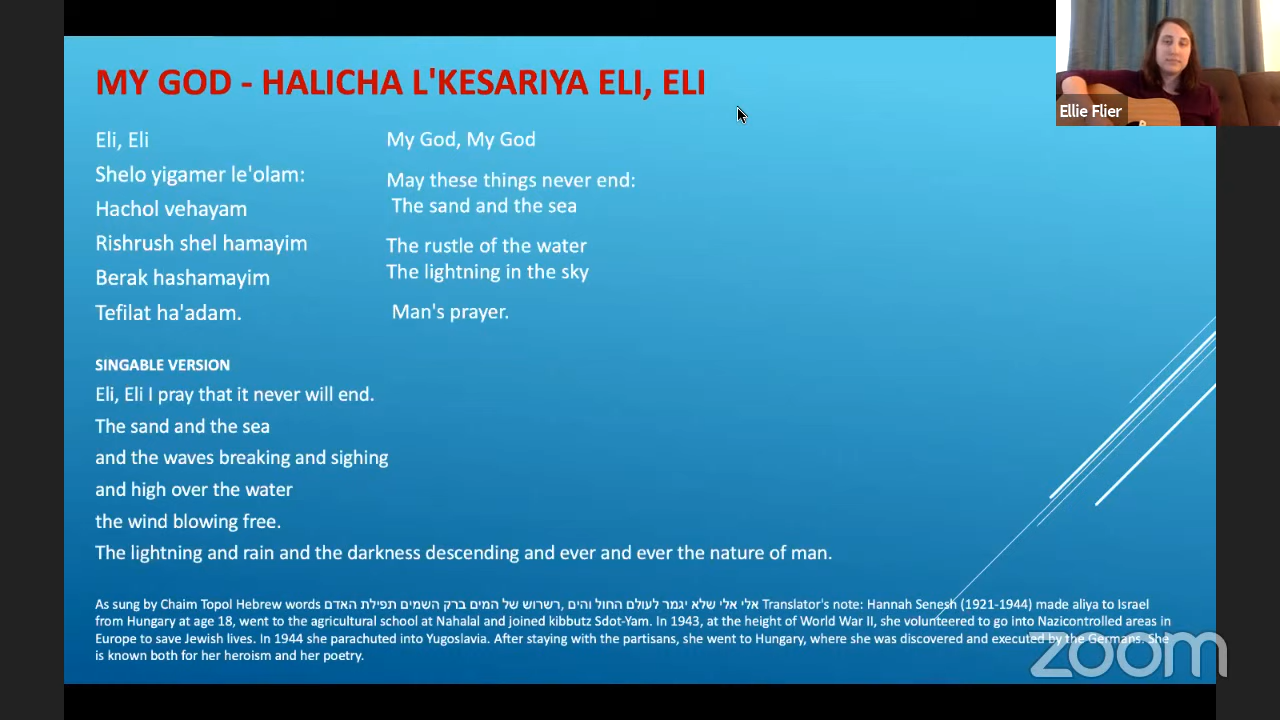 MY GOD - HALICHA L'KESARIYA ELI, ELI
Eli, Eli
Shelo yigamer le'olam:
Hachol vehayam
Rishrush shel hamayim
Berak hashamayim
Tefilat ha'adam.
My God, My God
May these things never end:
The sand and the sea
The rustle of the water
The lightning in the sky
Man's prayer.
SINGABLE VERSION
Eli, Eli I pray that it never will end.
The sand and the sea
and the waves breaking and sighing
and high over the water
the wind blowing free.
The lightning and rain and the darkness descending and ever and ever the nature of man.
As sung by Chaim Topol Hebrew words אלי אלי שלא יגמר לעולם החול והים, רשרוש של המים ברק השמים תפילת האדם Translator's note: Hannah Senesh (1921-1944) made aliya to Israel
from Hungary at age 18, went to the agricultural school at Nahalal and joined kibbutz Sdot-Yam. In 1943, at the height of World War II, she volunteered to go into Nazicontrolled areas in
Europe to save Jewish lives. In 1944 she parachuted into Yugoslavia. After staying with the partisans, she went to Hungary, where she was discovered and executed by the Germans. She
is known both for her heroism and her poetry.
Ellie Flier
zoom